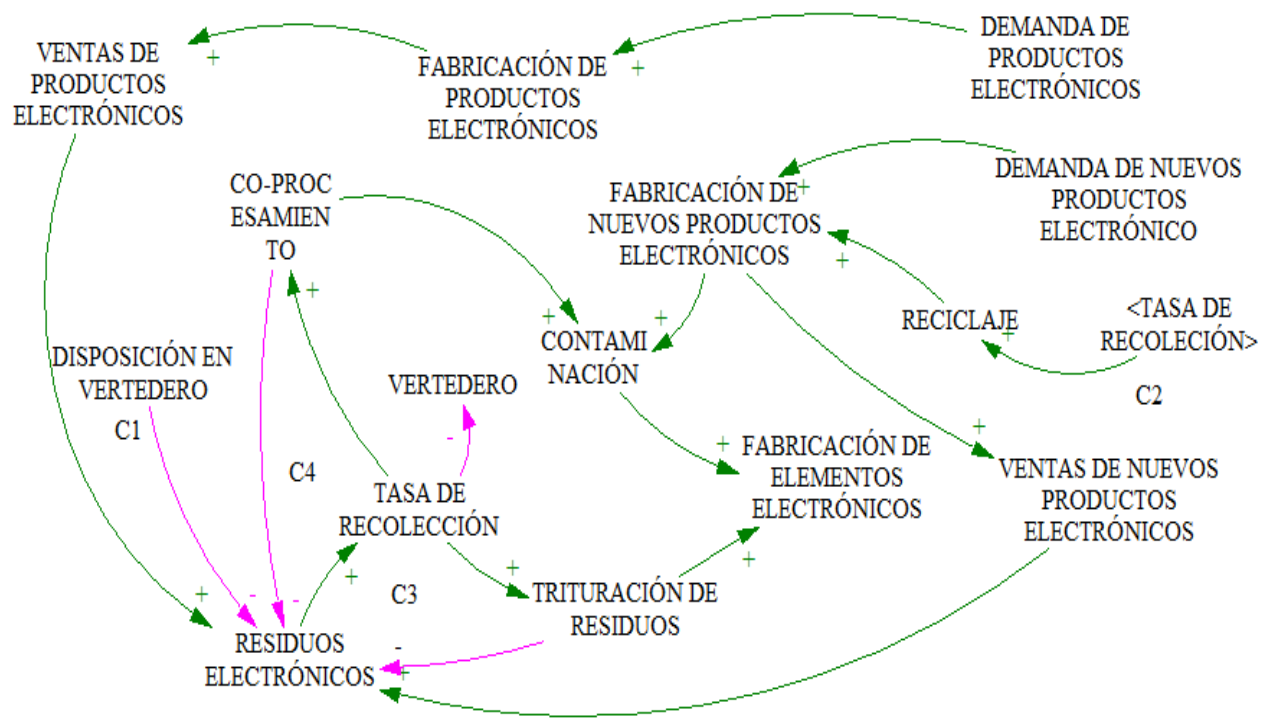 DEMANDA DE
PRODUCTOS
ELECTRÓNICOS
VENTAS DE
PRODUCTOS
ELECTRÓNICOS
+
FABRICACIÓN DE
PRODUCTOS
ELECTRÓNICOS
+
DEMANDA DE NUEVOS
PRODUCTOS
ELECTRÓNICO
CO-PROC
ESAMIEN
TO
+
FABRICACIÓN DE
NUEVOS PRODUCTOS
ELECTRÓNICOS
+
+
RECICLAJE
+
<TASA DE
RECOLECIÓN>
C2
+
+
CONTAMI
NACIÓN
DISPOSICIÓN EN
VERTEDERO
C1
VERTEDERO
-
C4
TASA DE
RECOLECCIÓN
+
+
FABRICACIÓN DE
ELEMENTOS
ELECTRÓNICOS
+
+
VENTAS DE NUEVOS
PRODUCTOS
ELECTRÓNICOS
C3
+
TRITURACIÓN DE
RESIDUOS
+
-
-
RESIDUOS
ELECTRÓNICOS
-
+